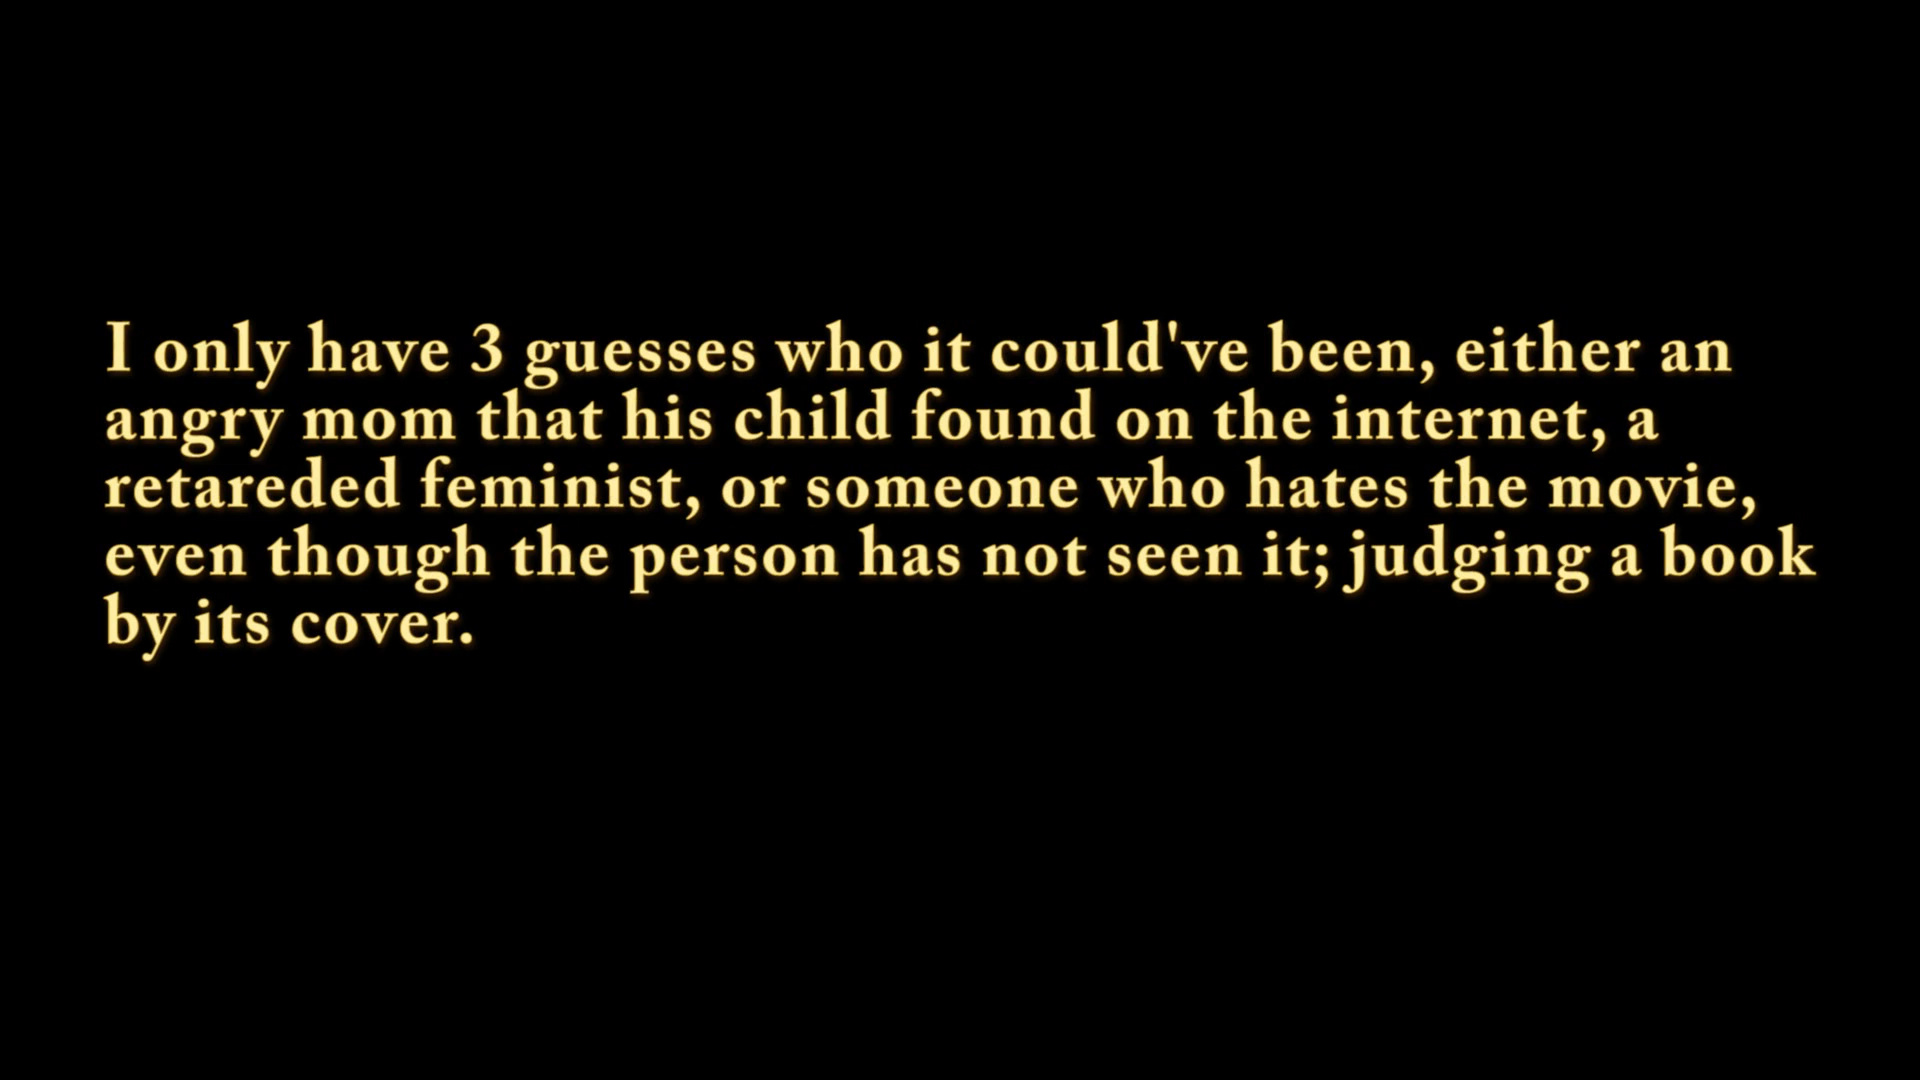 I only have 3 guesses who it could've been, either an
angry mom that his child found on the internet, a
retareded feminist, or someone who hates the movie,
even though the person has not seen it; judging a book
by its cover.